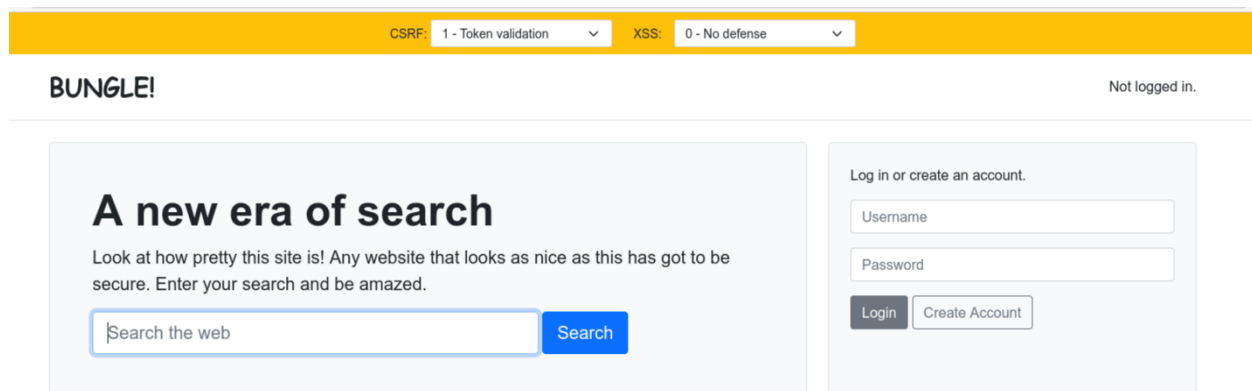 CSRF: 1 - Token validation XSS: 0 - No defense
BUNGLE!
Not logged in.
A new era of search
Look at how pretty this site is! Any website that looks as nice as this has got to be
secure. Enter your search and be amazed.
Search the web Search
Log in or create an account.
Username
Password
Login Create Account